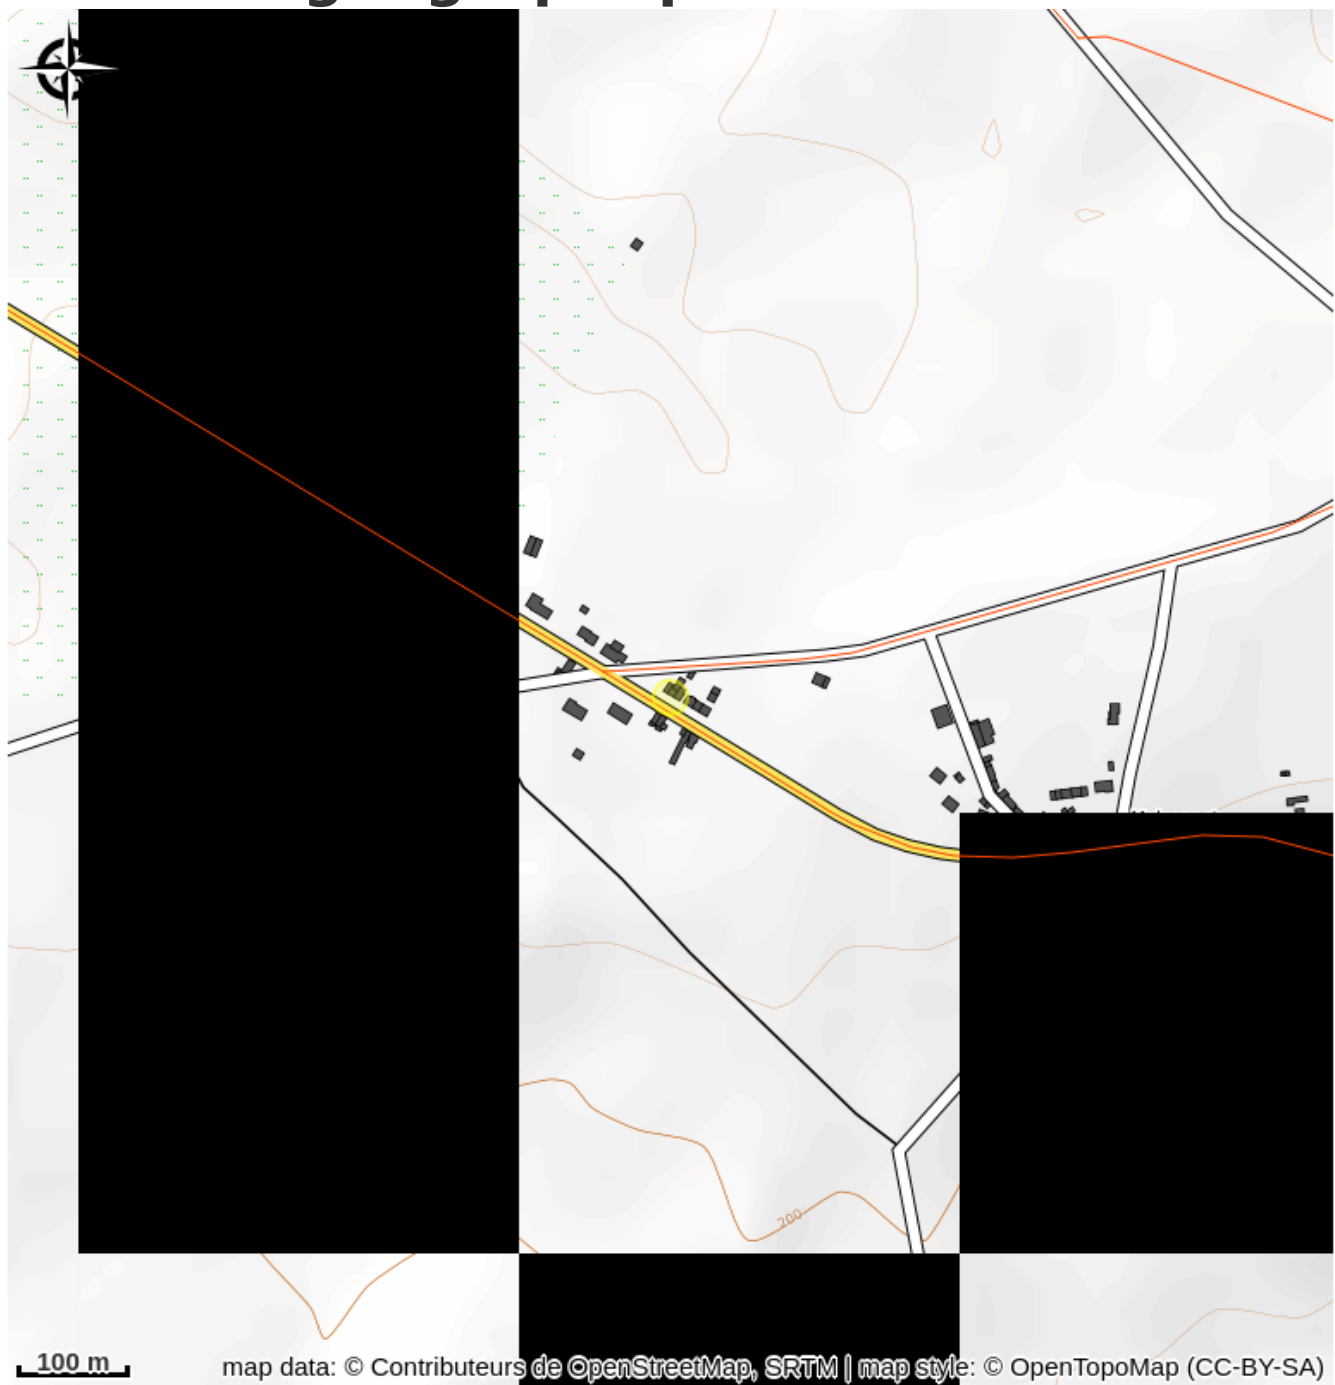 200
100 m
map data: © Contributeurs de OpenStreetMap, SRTM | map style: © OpenTopoMap (CC-BY-SA)